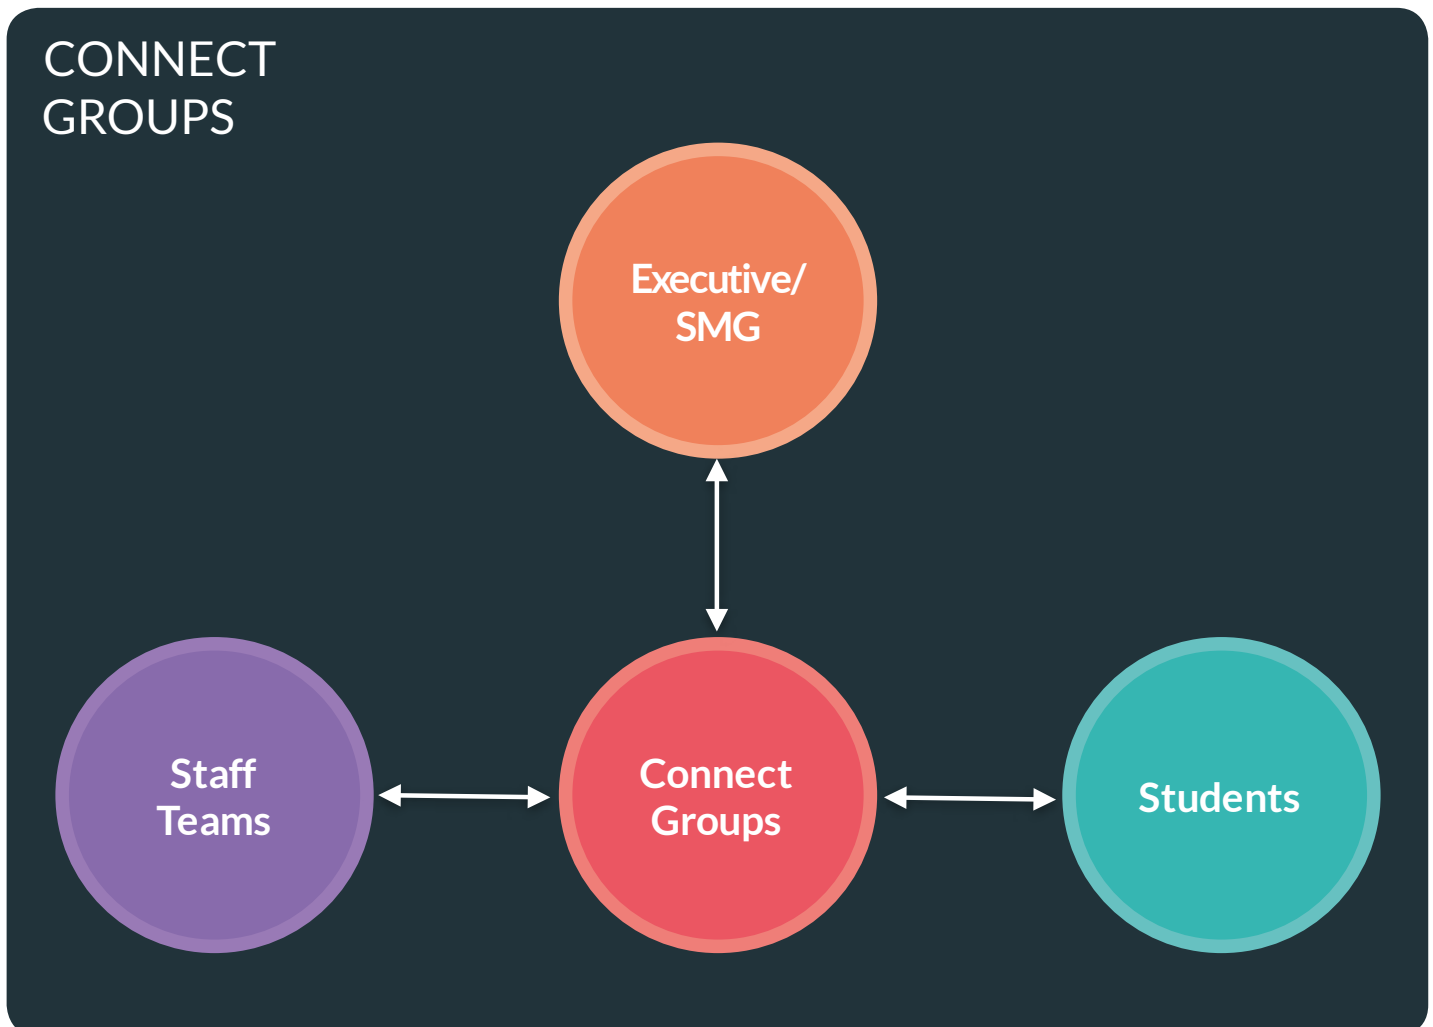 CONNECT
GROUPS
Executive/
SMG
Staff
Teams
Connect
Groups
Students